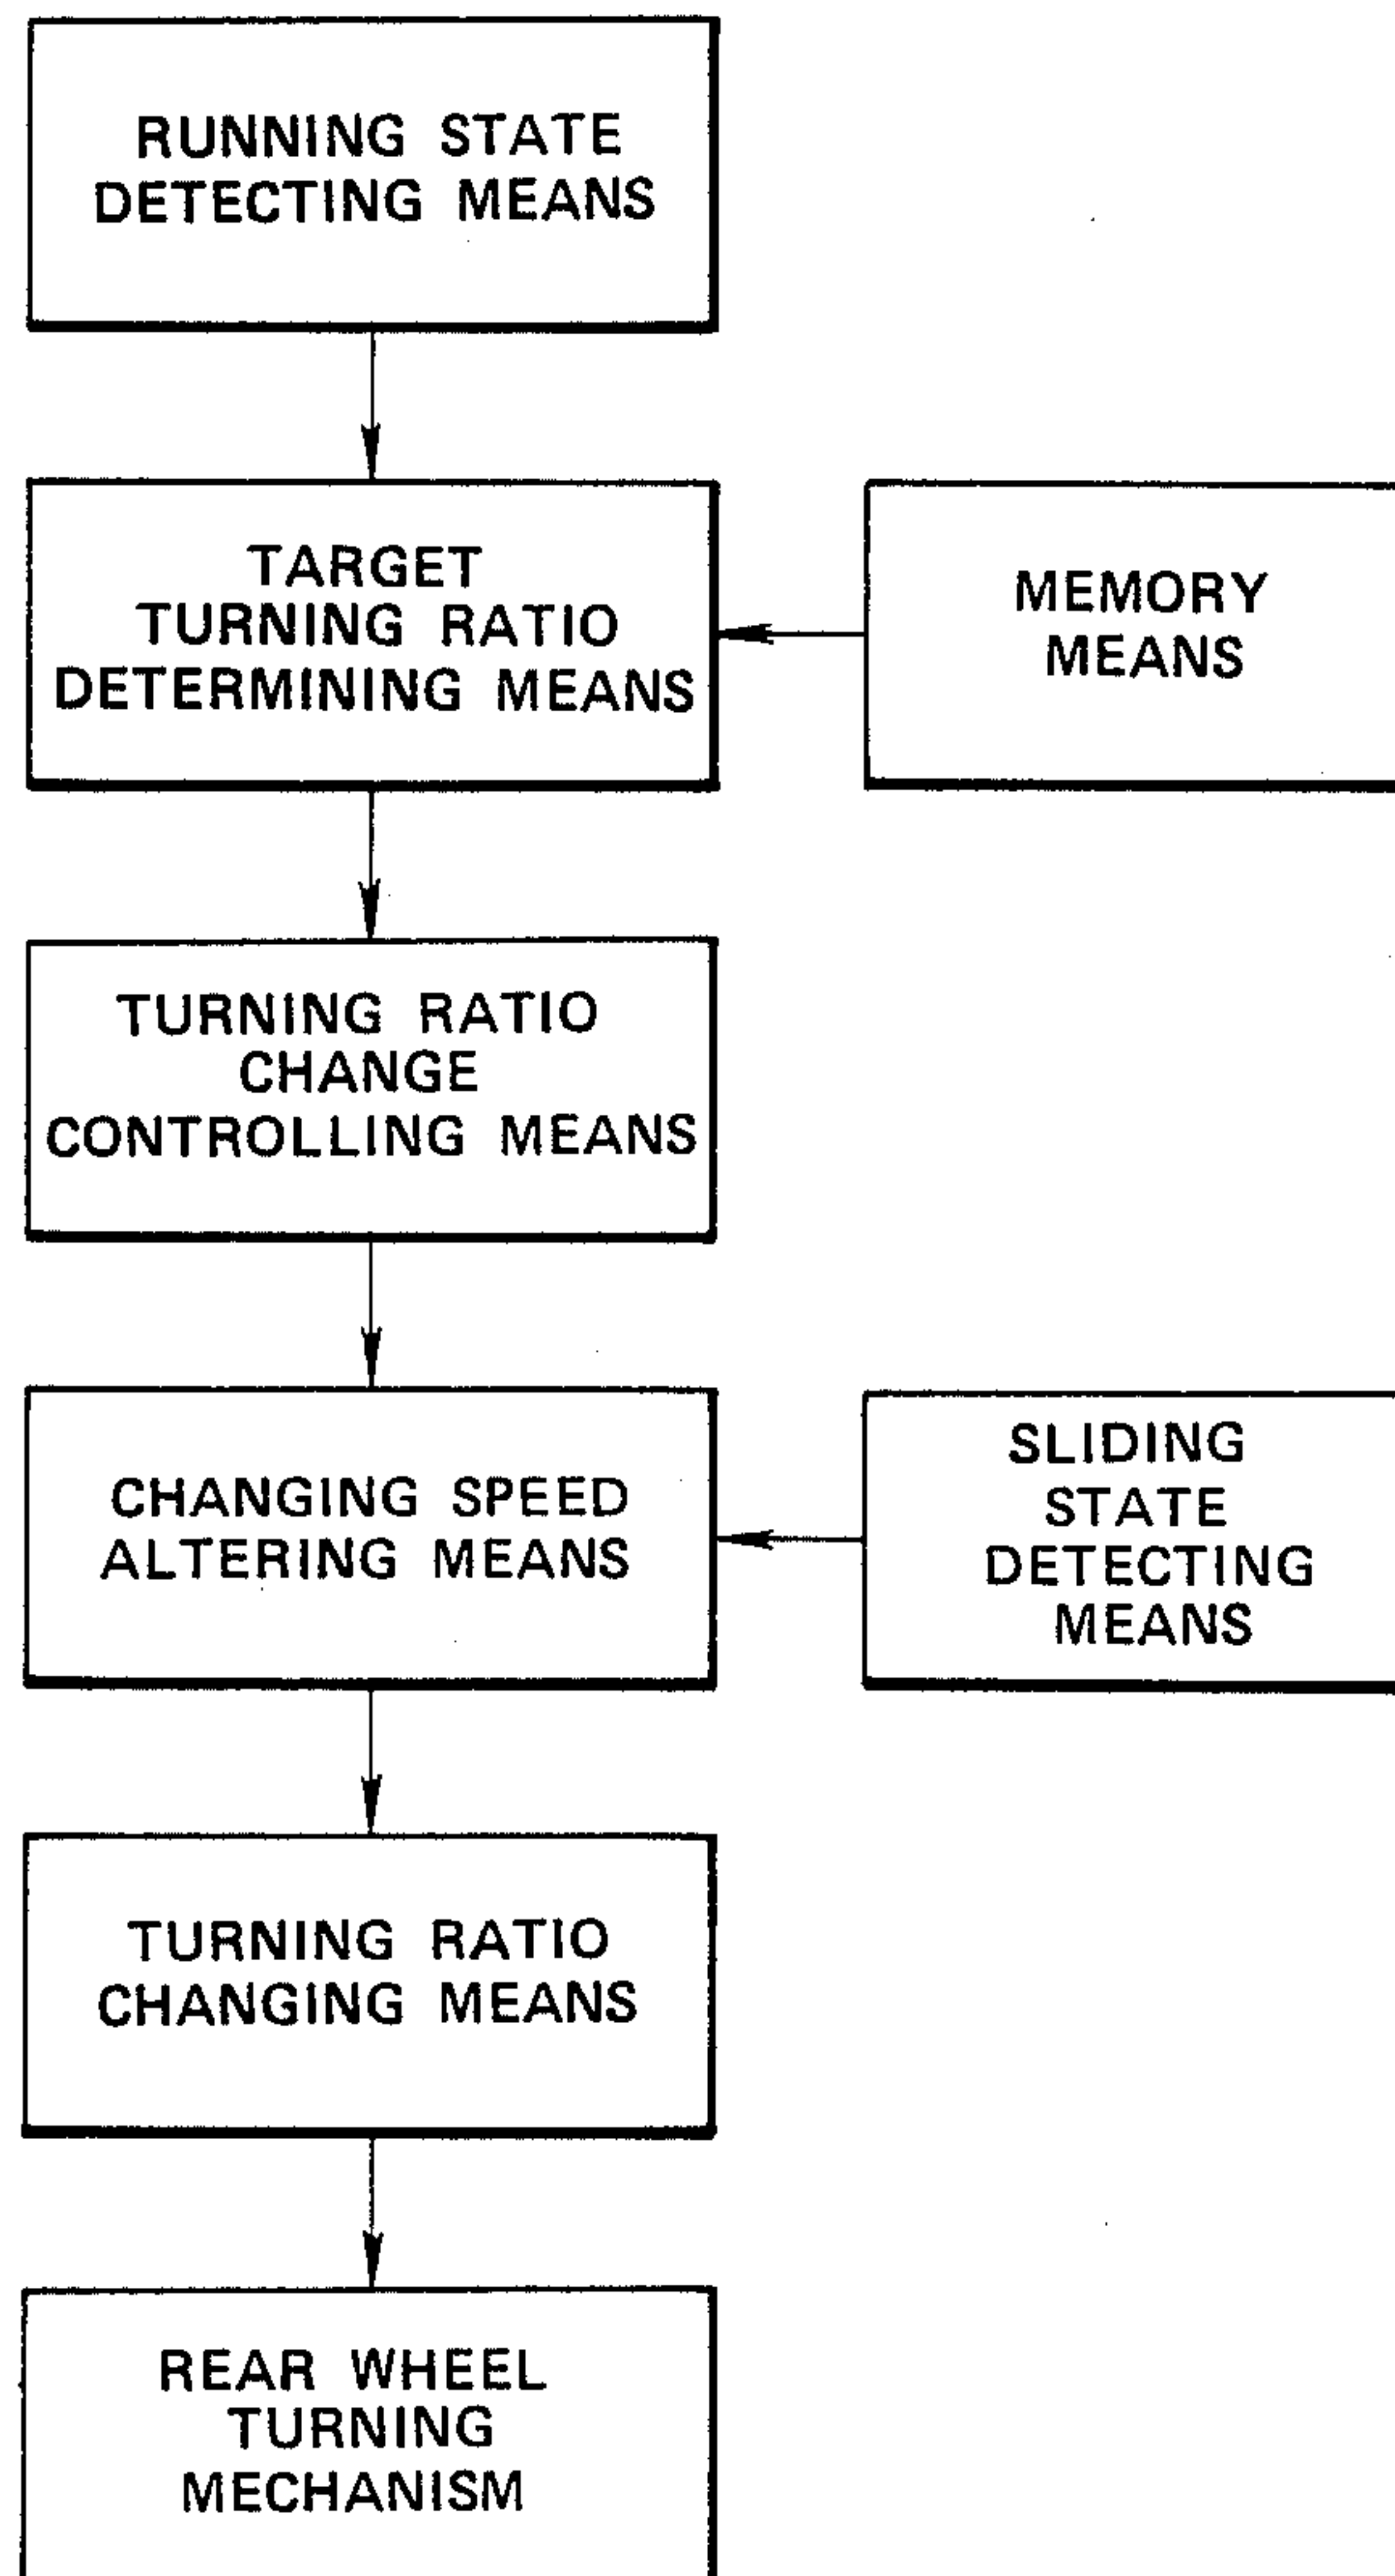 RUNNING STATE
DETECTING MEANS
TARGET
TURNING RATIO
DETERMINING MEANS
MEMORY
MEANS
TURNING RATIO
CHANGE
CONTROLLING MEANS
CHANGING SPEED
ALTERING MEANS
SLIDING
STATE
DETECTING
MEANS
TURNING RATIO
CHANGING MEANS
REAR WHEEL
TURNING
MECHANISM